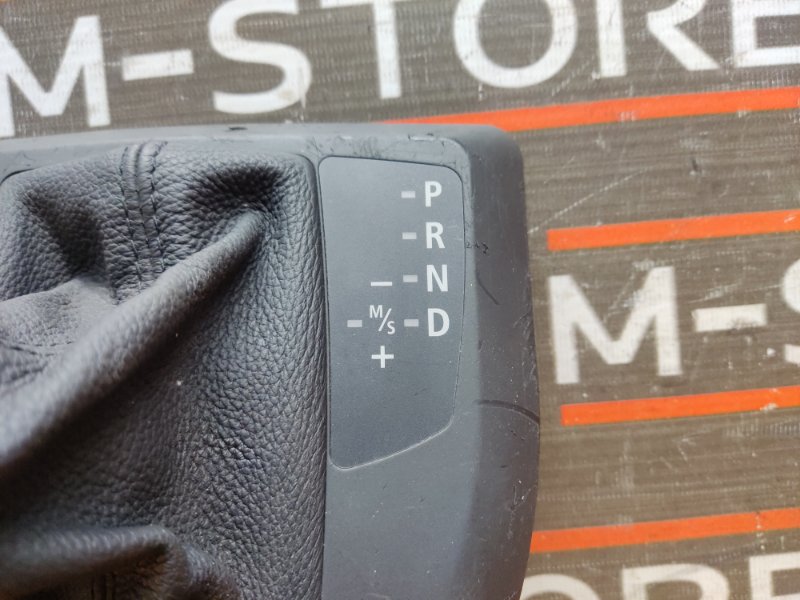 M-STORE
P
R
– N
M/S D
+
M-
M-STORE